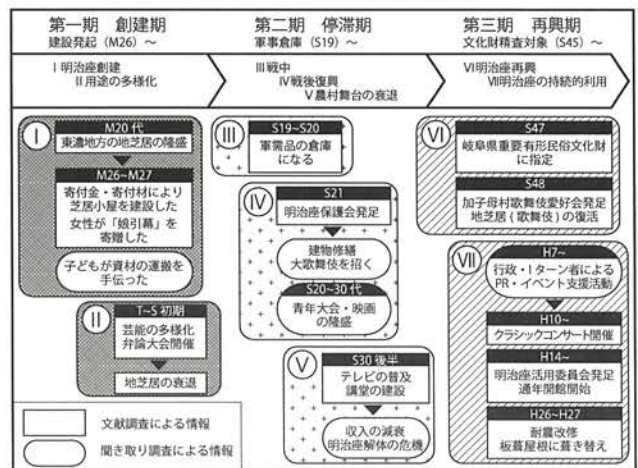 第一期 創建期
建設発起（M26）～
第二期 停滞期
軍事倉庫（S19）～
第三期 再興期
文化財精査対象（S45）～
Ⅰ明治座創建
Ⅱ用途の多様化
Ⅲ戦中
Ⅳ戦後復興
Ⅴ農村舞台の衰退
Ⅵ明治座再興
Ⅶ明治座の持続的利用
Ⅰ
M20 代
東濃地方の地芝居の隆盛
M26~M27
寄付金・寄付材により
芝居小屋を建設した
女性が「娘引幕」を
寄贈した
子どもが資材の運搬を
手伝った
Ⅱ
T~S 初期
芸能の多様化
弁論大会開催
地芝居の衰退
文献調査による情報
聞き取り調査による情報
Ⅲ
S19~S20
軍需品の倉庫
になる
Ⅳ
S21
明治座保護会発足
建物修繕
大歌舞伎を招く
S20~30 代
青年大会・映画
の隆盛
Ⅴ
S30 後半
テレビの普及
講堂の建設
収入の減衰
明治座解体の危機
Ⅵ
S47
岐阜県重要有形民俗文化財
に指定
S48
加子母村歌舞伎愛好会発足
地芝居 ( 歌舞伎 ) の復活
Ⅶ
H7~
行政・I ターン者による
PR・イベント支援活動
H10~
クラシックコンサート開催
H14~
明治座活用委員会発足
通年開館開始
H26~H27
耐震改修
板葺屋根に葺き替え